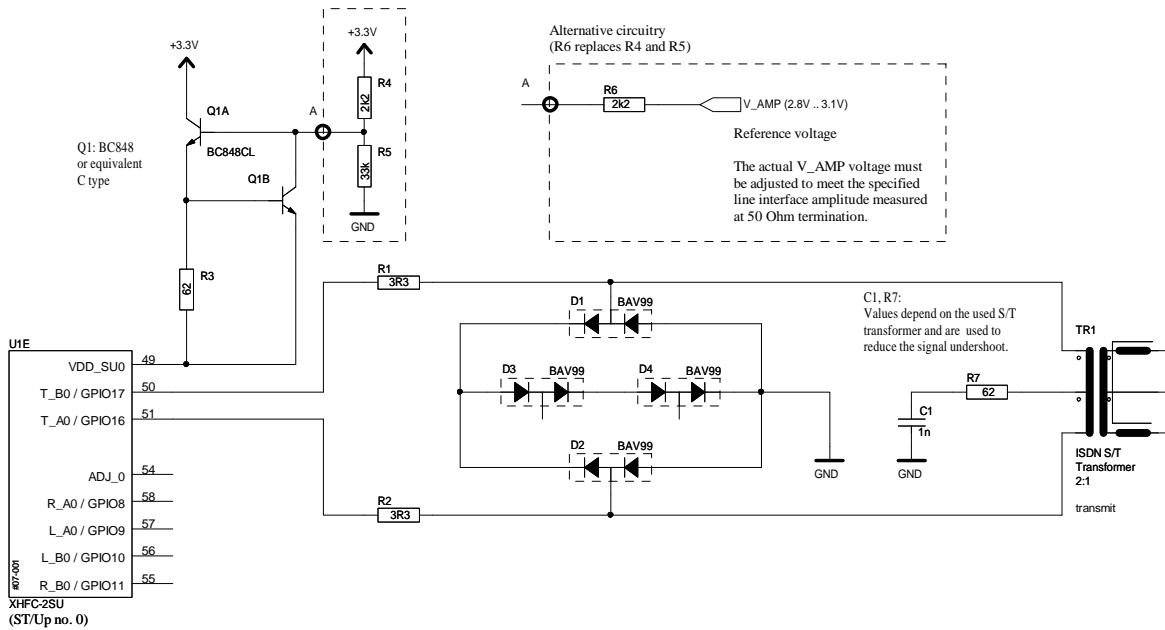 +3.3V
+3.3V
Alternative circuitry
(R6 replaces R4 and R5)
R4
2k2
A
R6
2k2
V_AMP (2.8V .. 3.1V)
Q1A
A
BC848CL
Reference voltage
Q1: BC848
or equivalent
C type
R5
33k
Q1B
The actual V_AMP voltage must
be adjusted to meet the specified
line interface amplitude measured
at 50 Ohm termination.
GND
R3
62
R1
3R3
D1
BAV99
C1, R7:
Values depend on the used S/T
transformer and are used to
reduce the signal undershoot.
TR1
U1E
VDD_SU0
49
T_B0 / GPIO17
50
T_A0 / GPIO16
51
ADJ_0
54
R_A0 / GPIO8
58
L_A0 / GPIO9
57
L_B0 / GPIO10
56
R_B0 / GPIO11
55
#07-001
XHFC-2SU
(ST/Up no. 0)
D3
BAV99
D4
BAV99
R7
62
C1
1n
D2
BAV99
GND
GND
ISDN S/T
Transformer
2:1
transmit
R2
3R3